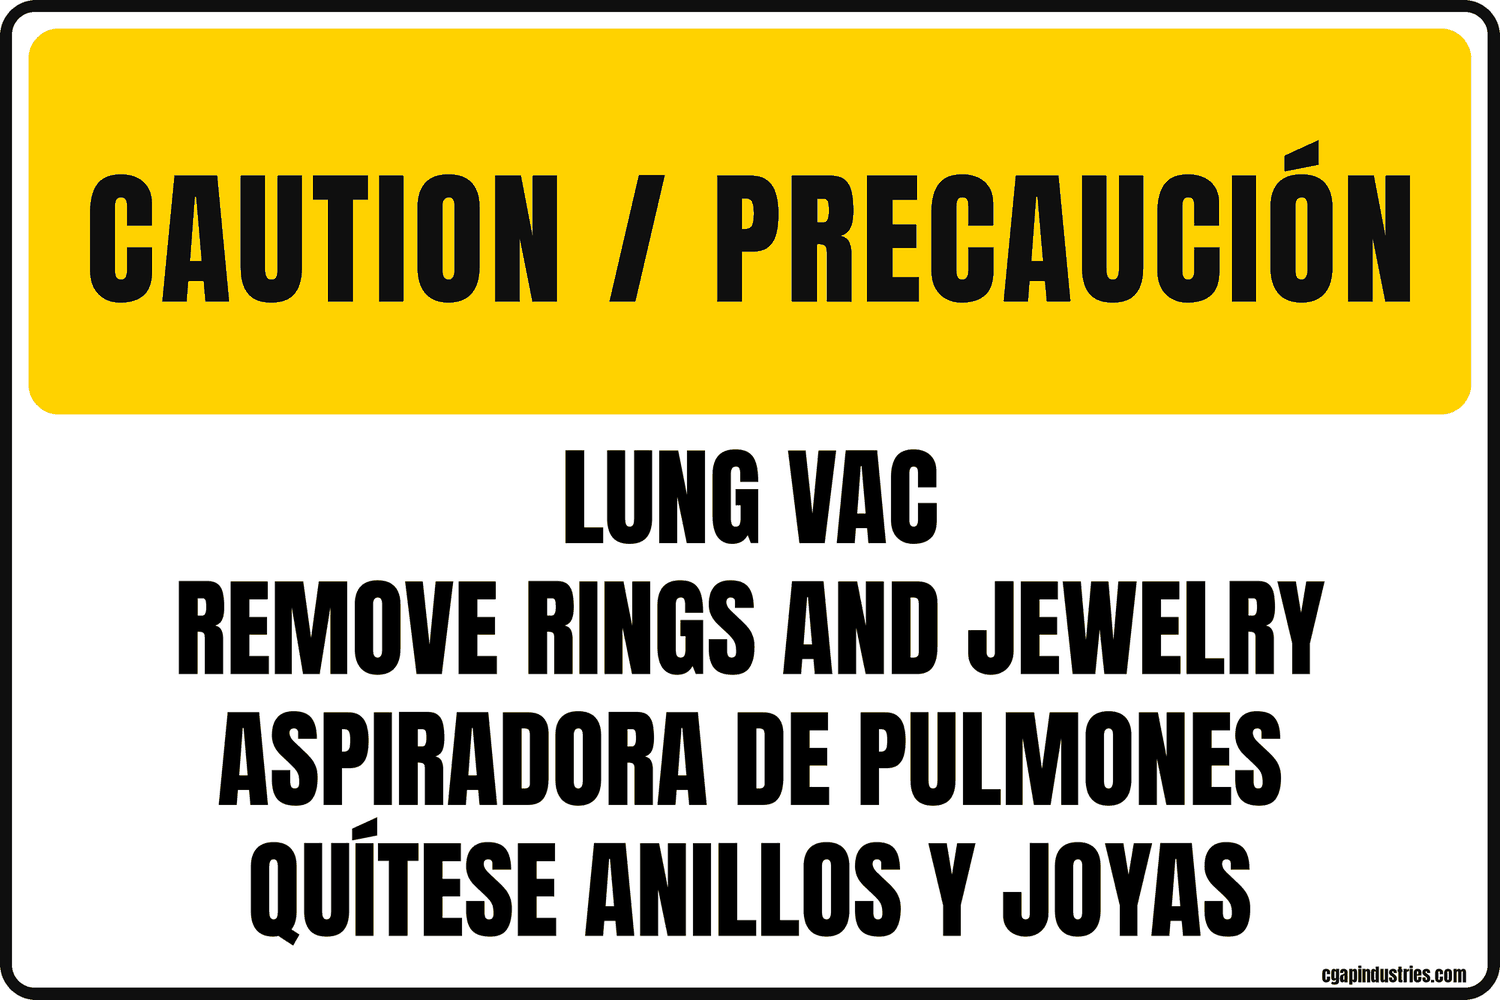 CAUTION / PRECAUCIÓN
LUNG VAC
REMOVE RINGS AND JEWELRY
ASPIRADORA DE PULMONES
QUÍTESE ANILLOS Y JOYAS
cgapindustries.com